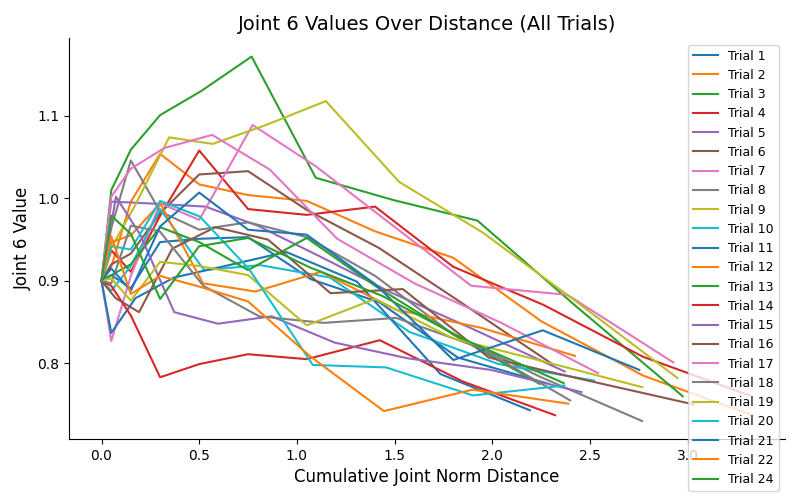 Joint 6 Values Over Distance (All Trials)
Joint 6 Value
1.1
1.0
0.9
0.8
0.0 0.5 1.0 1.5 2.0 2.5 3.0
Cumulative Joint Norm Distance
Trial 1
Trial 2
Trial 3
Trial 4
Trial 5
Trial 6
Trial 7
Trial 8
Trial 9
Trial 10
Trial 11
Trial 12
Trial 13
Trial 14
Trial 15
Trial 16
Trial 17
Trial 18
Trial 19
Trial 20
Trial 21
Trial 22
Trial 24